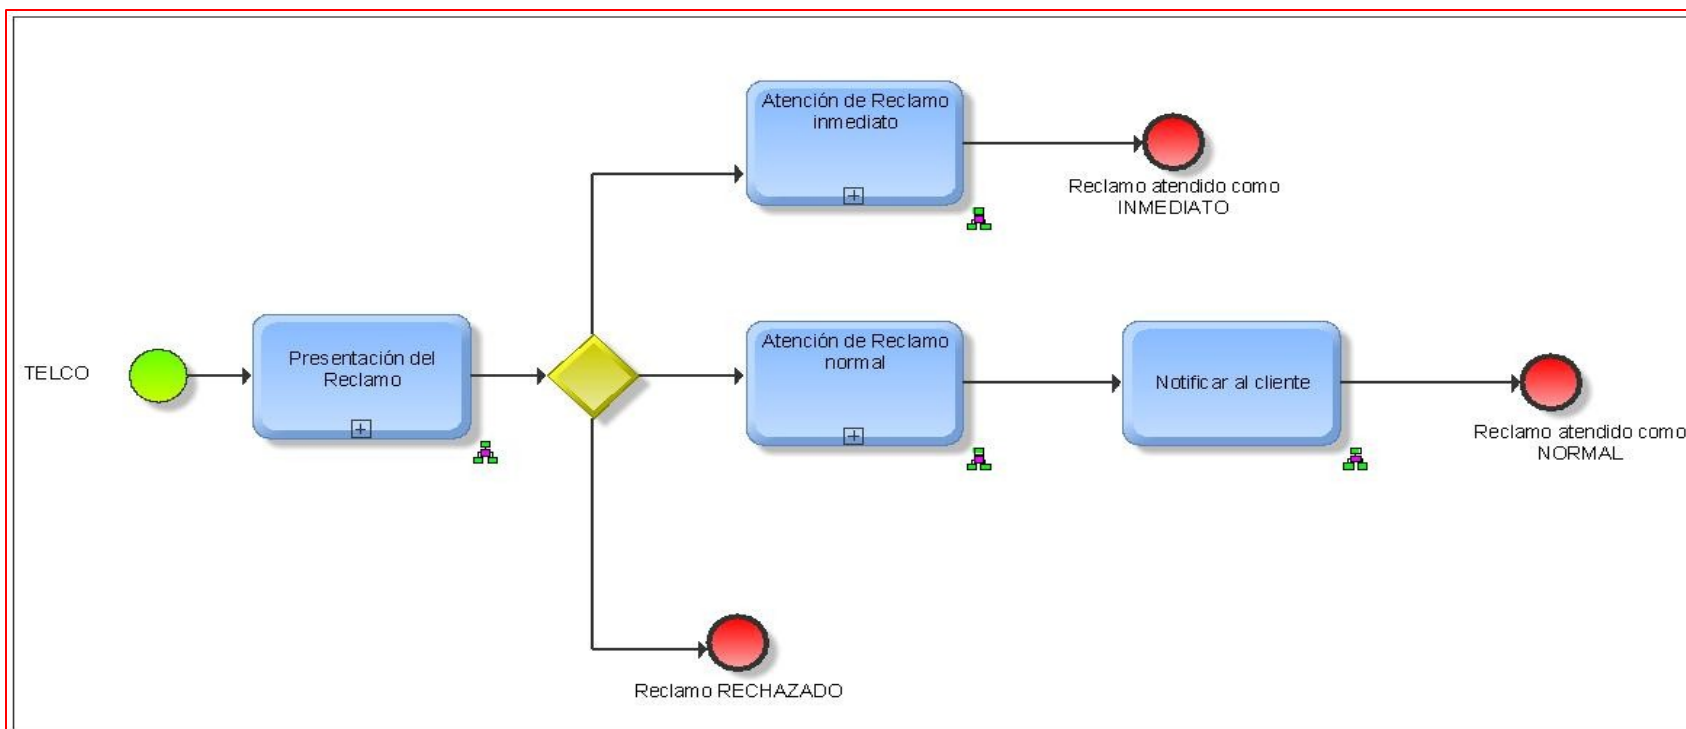 Atención de Reclamo
inmediato
Reclamo atendido como
INMEDIATO
TELCO
Presentación del
Reclamo
Atención de Reclamo
normal
Notificar al cliente
Reclamo atendido como
NORMAL
Reclamo RECHAZADO